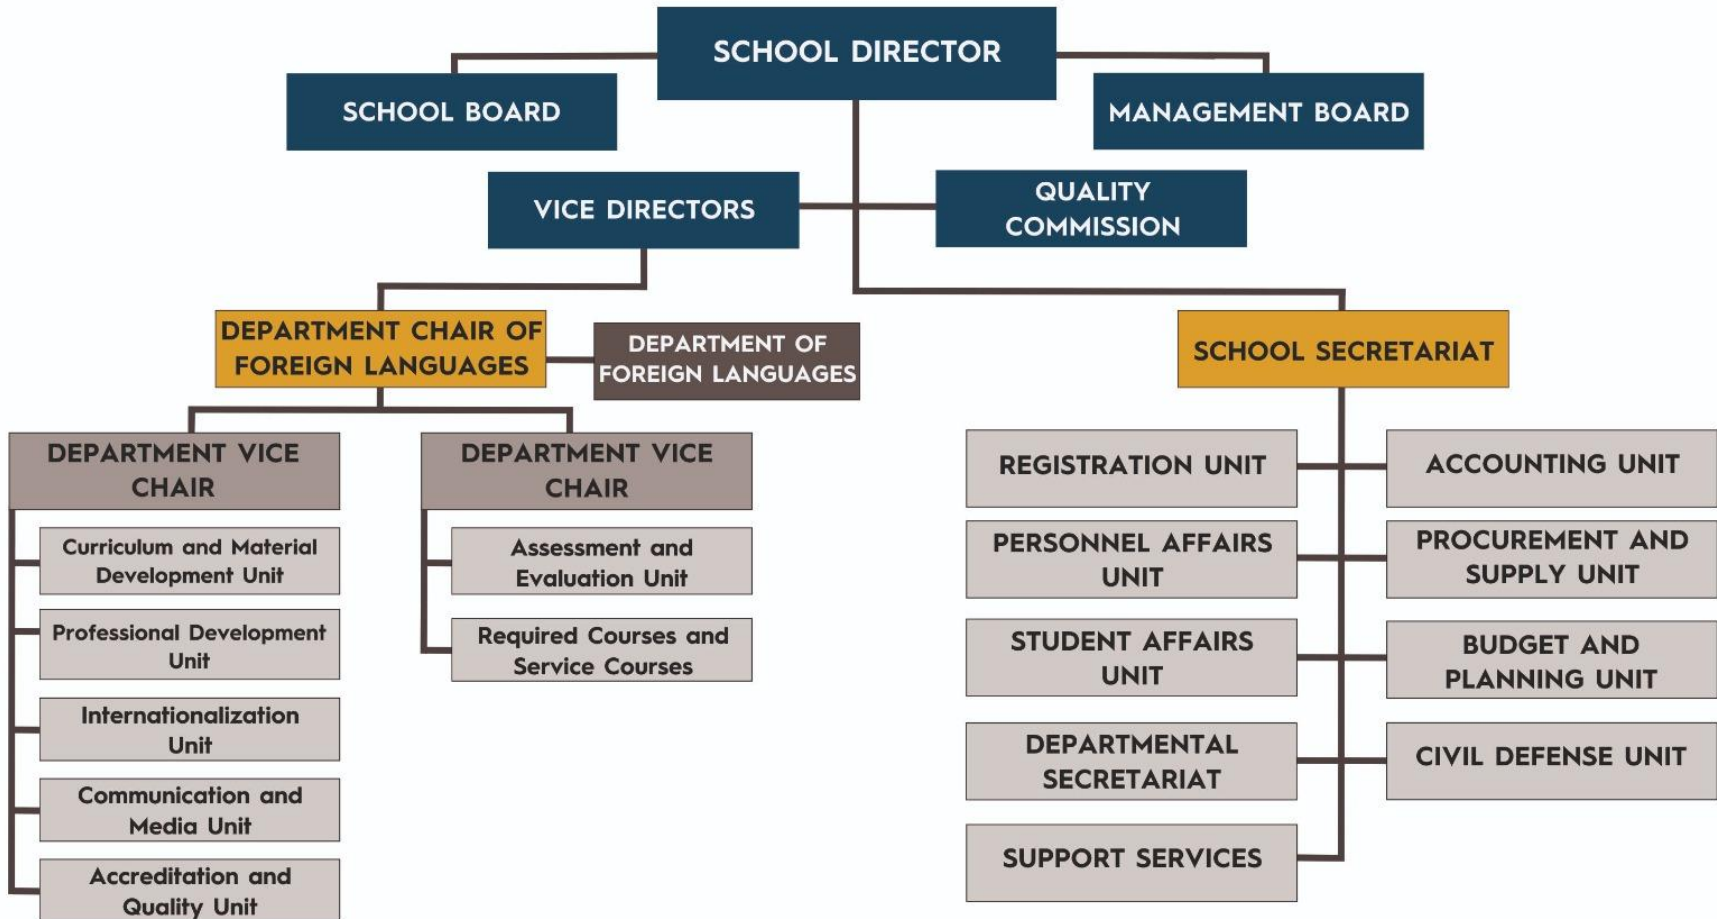 SCHOOL DIRECTOR
SCHOOL BOARD
MANAGEMENT BOARD
VICE DIRECTORS
QUALITY
COMMISSION
DEPARTMENT CHAIR OF
FOREIGN LANGUAGES
DEPARTMENT OF
FOREIGN LANGUAGES
SCHOOL SECRETARIAT
DEPARTMENT VICE
CHAIR
Curriculum and Material
Development Unit
Professional Development
Unit
Internationalization
Unit
Communication and
Media Unit
Accreditation and
Quality Unit
DEPARTMENT VICE
CHAIR
Assessment and
Evaluation Unit
Required Courses and
Service Courses
REGISTRATION UNIT
ACCOUNTING UNIT
PERSONNEL AFFAIRS
UNIT
PROCUREMENT AND
SUPPLY UNIT
STUDENT AFFAIRS
UNIT
BUDGET AND
PLANNING UNIT
DEPARTMENTAL
SECRETARIAT
CIVIL DEFENSE UNIT
SUPPORT SERVICES